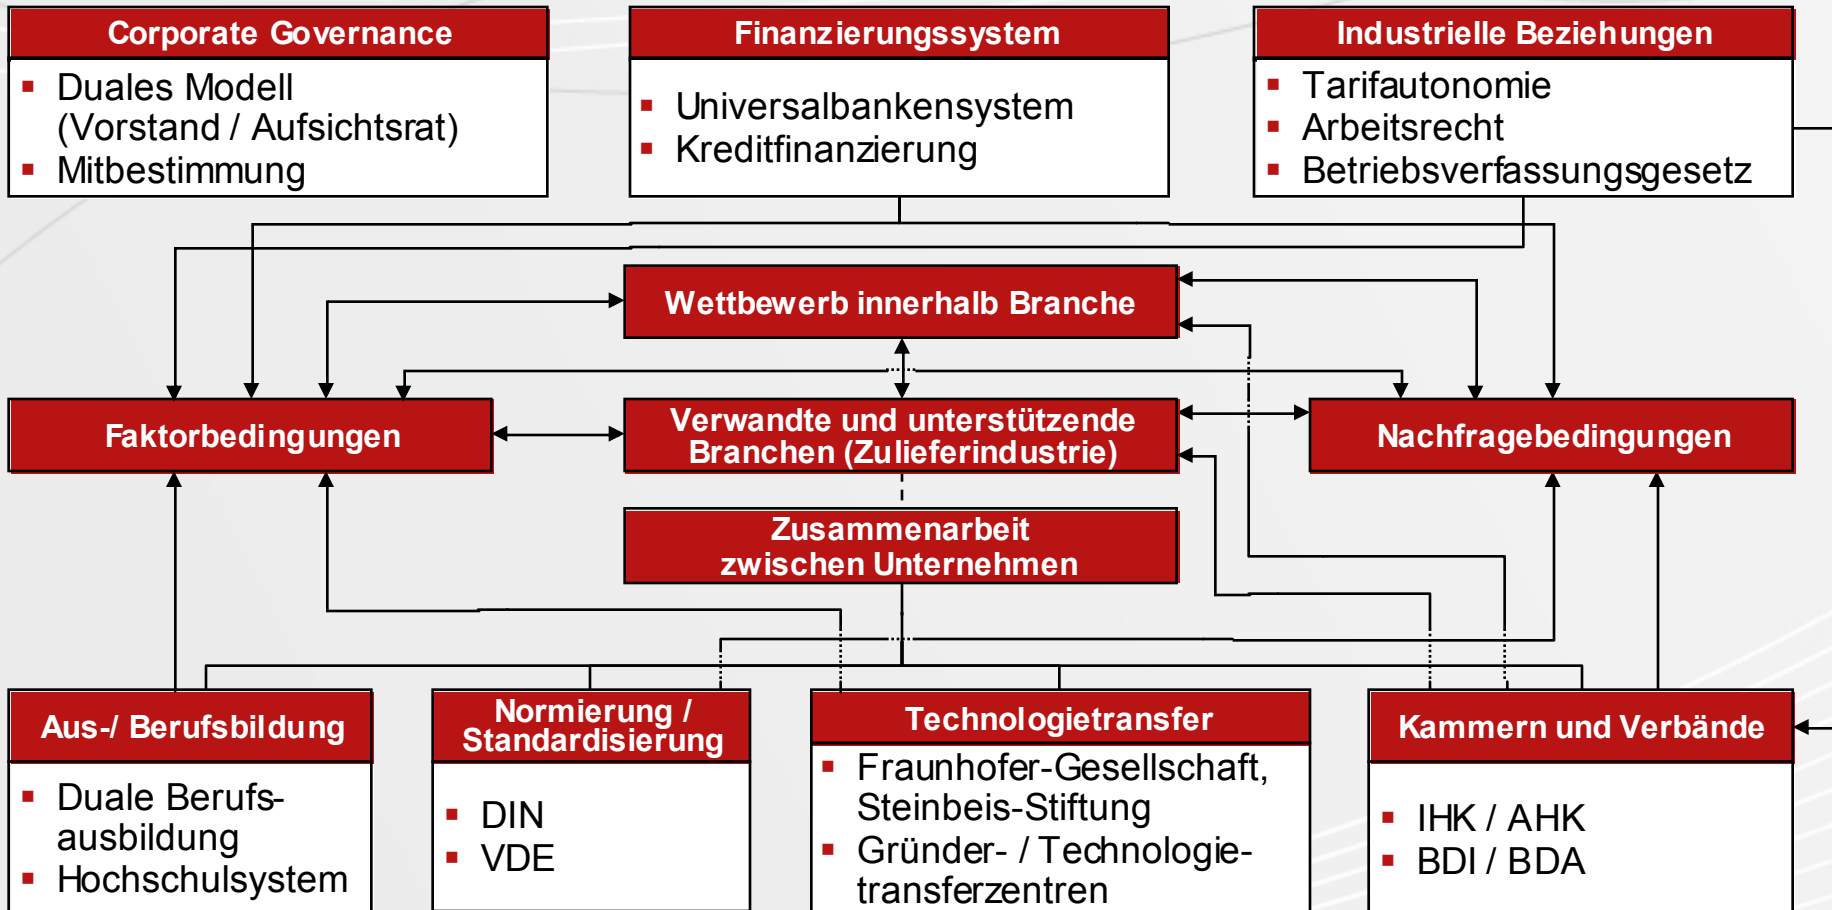 Corporate Governance
Duales Modell
(Vorstand / Aufsichtsrat)
Mitbestimmung
Finanzierungssystem
Universalbankensystem
Kreditfinanzierung
Industrielle Beziehungen
Tarifautonomie
Arbeitsrecht
Betriebsverfassungsgesetz
Wettbewerb innerhalb Branche
Faktorbedingungen
Verwandte und unterstützende
Branchen (Zulieferindustrie)
Nachfragebedingungen
Zusammenarbeit
zwischen Unternehmen
Aus-/ Berufsbildung
Duale Berufs-
ausbildung
Hochschulsystem
Normierung /
Standardisierung
DIN
VDE
Technologietransfer
Fraunhofer-Gesellschaft,
Steinbeis-Stiftung
Gründer- / Technologie-
transferzentren
Kammern und Verbände
IHK / AHK
BDI / BDA